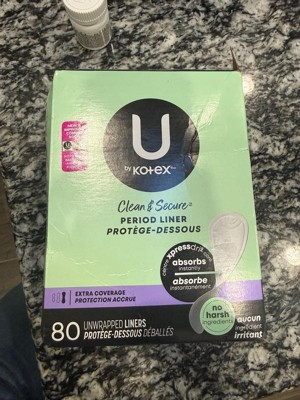 U
by Kotex
Clean & Secure
PERIOD LINER
PROTÈGE-DESSOUS
xpressdri
absorbs
instantly
absorbe
instantanément
EXTRA COVERAGE
PROTECTION ACCRUE
no
harsh
ingredients
aucun
ingrédient
irritant
80 UNWRAPPED LINERS
PROTÈGE-DESSOUS DÉBALLÉS